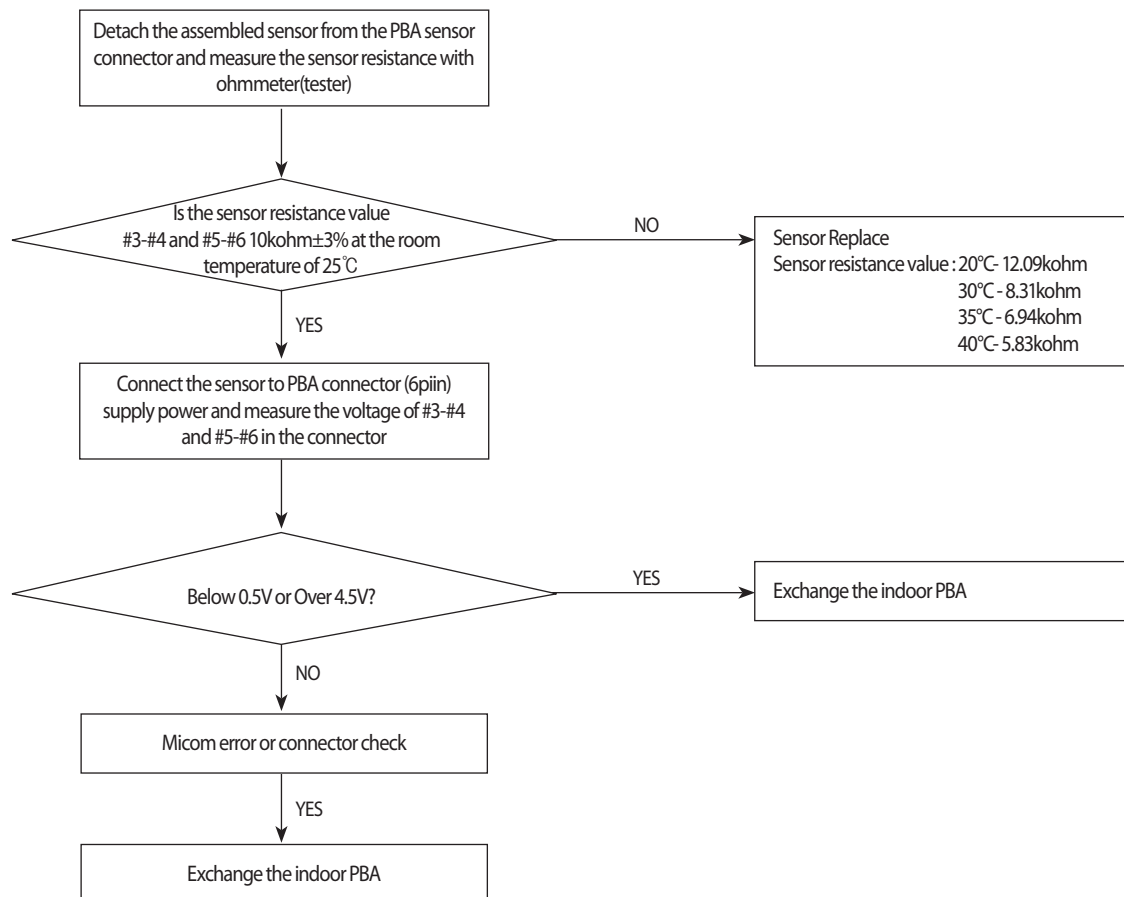 Detach the assembled sensor from the PBA sensor
connector and measure the sensor resistance with
ohmmeter(tester)
Is the sensor resistance value
#3-#4 and #5-#6 10kohm±3% at the room
temperature of 25℃
NO
Sensor Replace
Sensor resistance value : 20°C- 12.09kohm
30°C - 8.31kohm
35°C - 6.94kohm
40°C- 5.83kohm
YES
Connect the sensor to PBA connector (6piin)
supply power and measure the voltage of #3-#4
and #5-#6 in the connector
Below 0.5V or Over 4.5V?
YES
Exchange the indoor PBA
NO
Micom error or connector check
YES
Exchange the indoor PBA